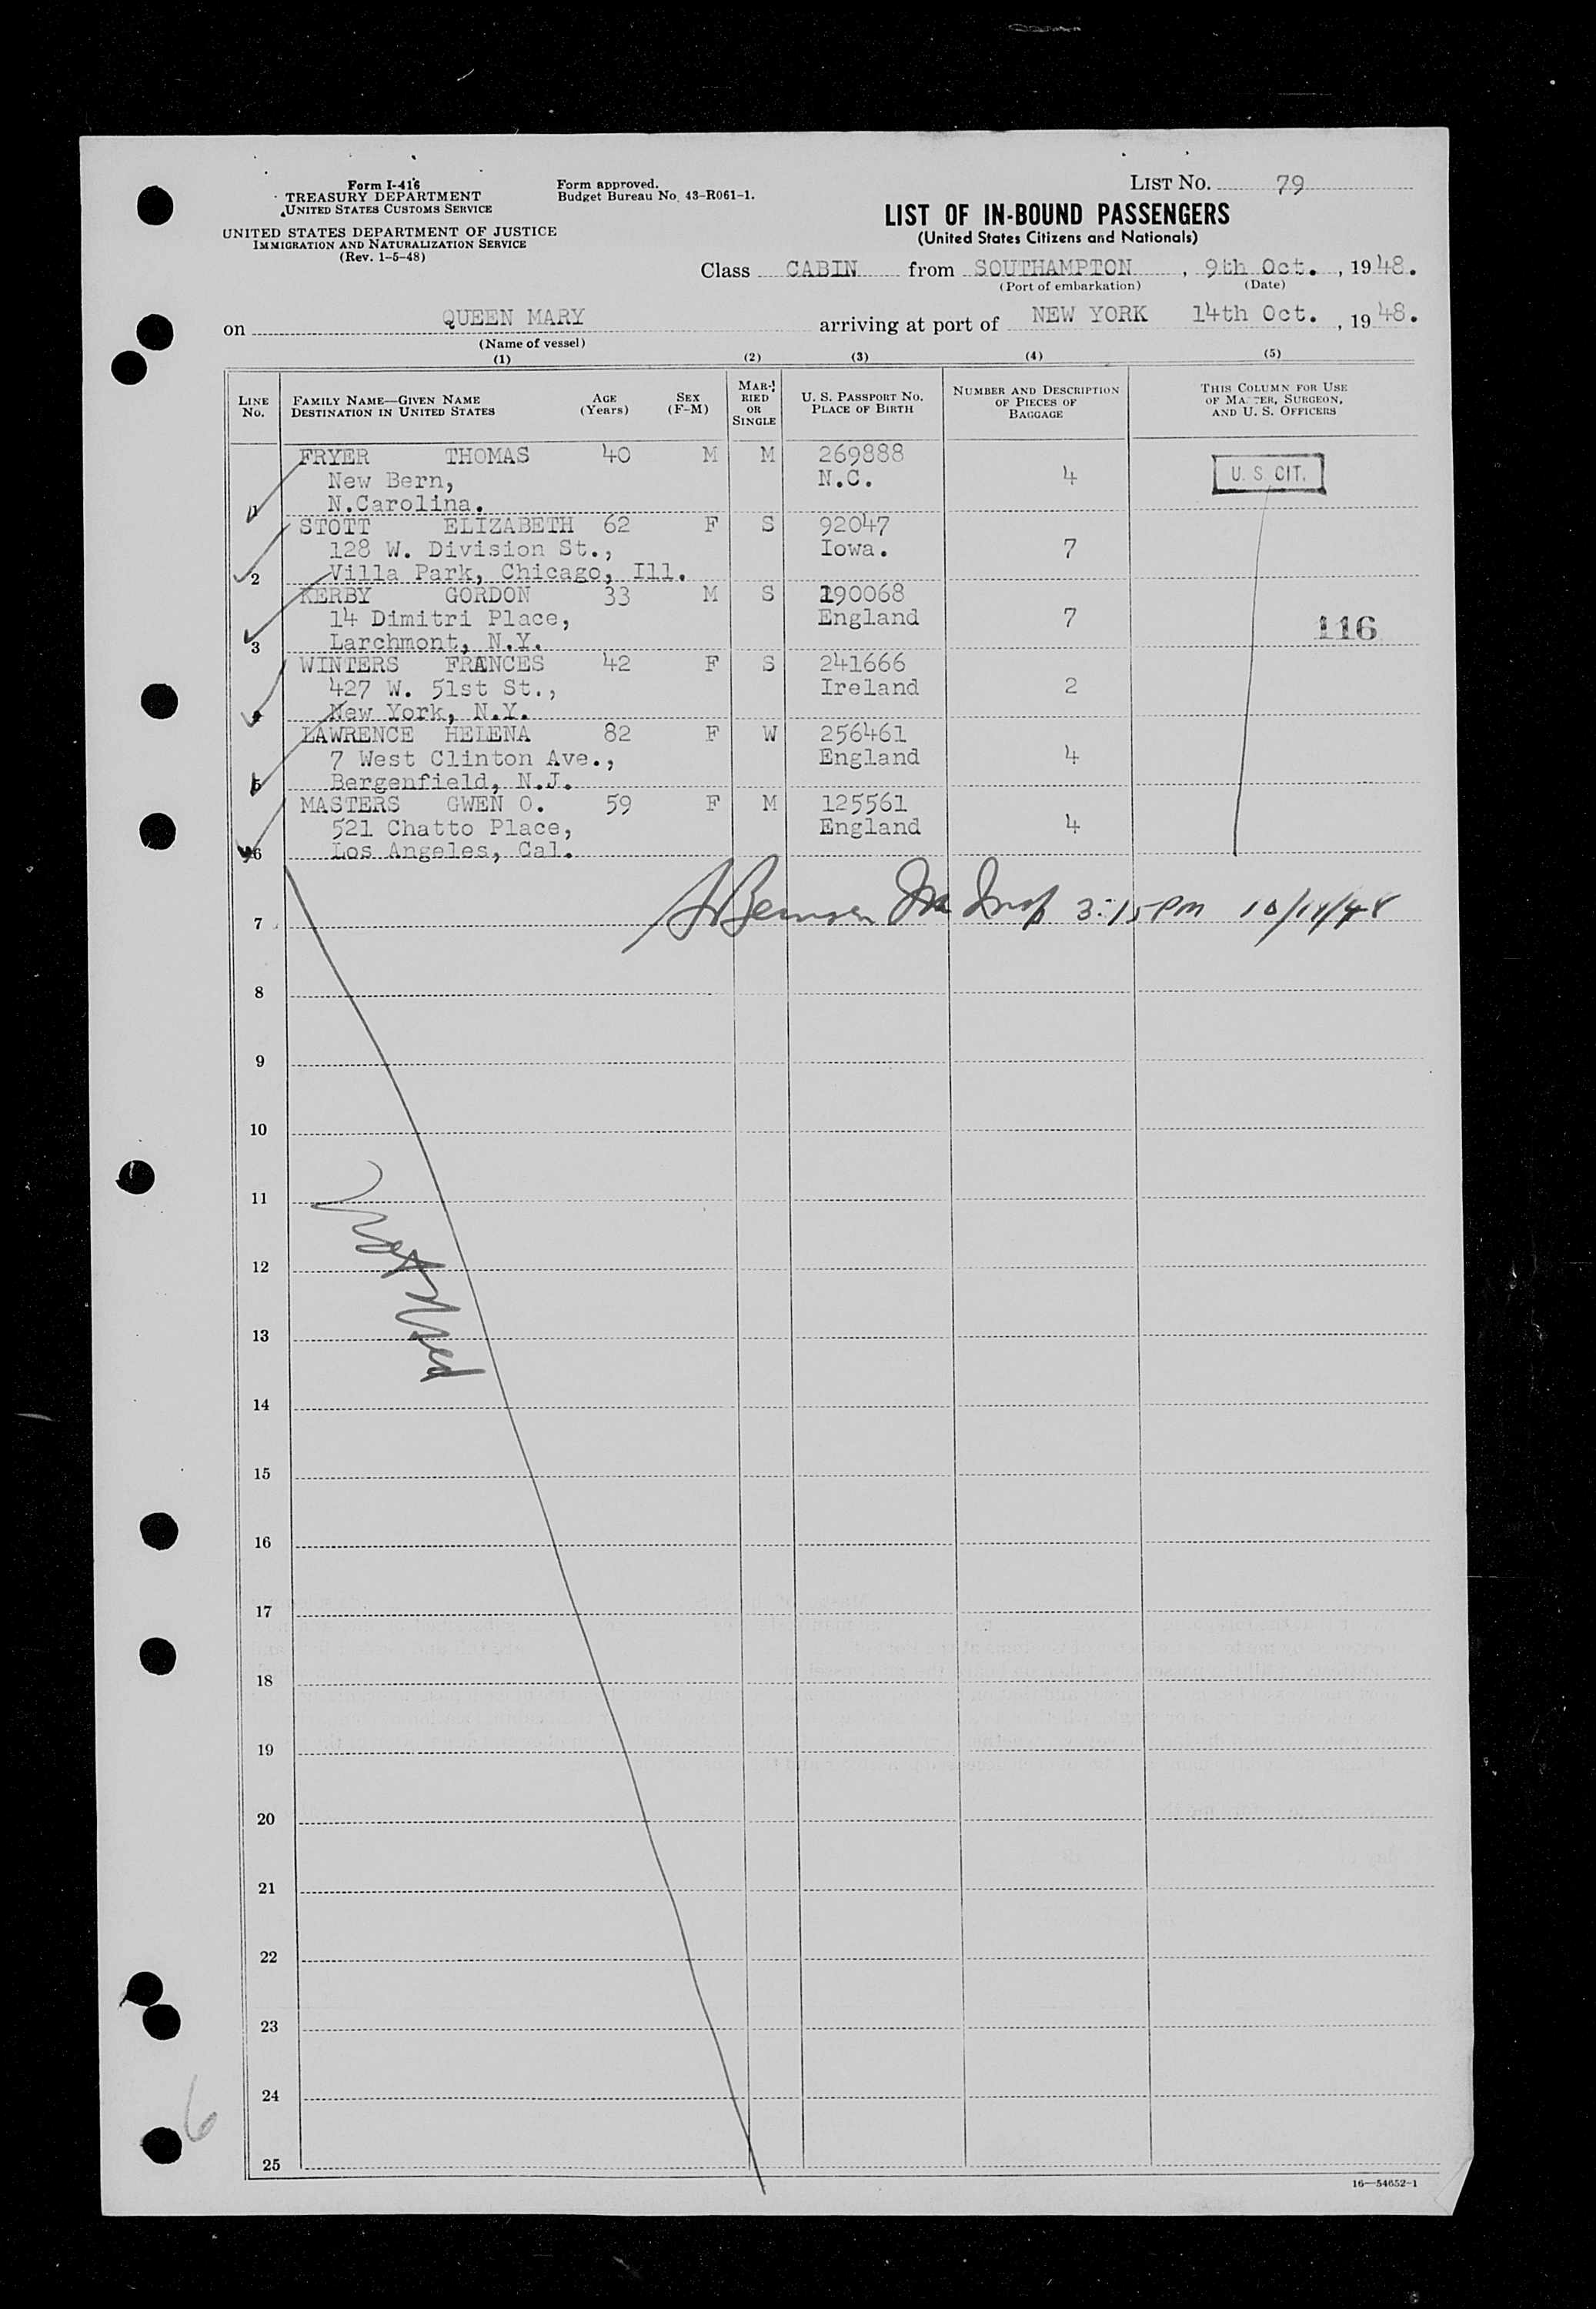 Form I-416
TREASURY DEPARTMENT
UNITED STATES CUSTOMS SERVICE
UNITED STATES DEPARTMENT OF JUSTICE
IMMIGRATION AND NATURALIZATION SERVICE
(Rev. 1-5-48)
Form approved.
Budget Bureau No. 43-R061-1.
LIST NO. 79
LIST OF IN-BOUND PASSENGERS
(United States Citizens and Nationals)
Class CABIN from SOUTHAMPTON, 9th Oct., 1948.
(Port of embarkation) (Date)
on QUEEN MARY arriving at port of NEW YORK 14th Oct., 1948.
(Name of vessel)
(1) (2) (3) (4) (5)
LINE NO. FAMILY NAME—GIVEN NAME DESTINATION IN UNITED STATES AGE (Years) SEX (F-M) MARRIED OR SINGLE U. S. PASSPORT NO. PLACE OF BIRTH NUMBER AND DESCRIPTION OF PIECES OF BAGGAGE THIS COLUMN FOR USE OF MASTER, SURGEON, AND U. S. OFFICERS
FRYER THOMAS 40 M M 269888
New Bern, N.C. 4 U. S. CIT.
1 N.Carolina.
STOTT ELIZABETH 62 F S 92047
128 W. Division St., Iowa. 7
2 Villa Park, Chicago, Ill.
KERBY GORDON 33 M S 190068
14 Dimitri Place, England 7
3 Larchmont, N.Y. 116
WINTERS FRANCES 42 F S 241666
427 W. 51st St., Ireland 2
4 New York, N.Y.
LAWRENCE HELENA 82 F W 256461
7 West Clinton Ave., England 4
5 Bergenfield, N.J.
MASTERS GWEN O. 59 F M 125561
521 Chatto Place, England 4
6 Los Angeles, Cal.
7 Insp 3:15 PM 10/14/48
8
9
10
11
12
Not Used
13
14
15
16
17
18
19
20
21
22
23
24
6
25
16—54652-1